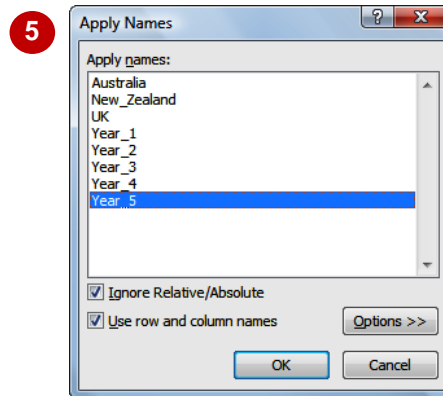 5
Apply Names
Apply names:
Australia
New_Zealand
UK
Year_1
Year_2
Year_3
Year_4
Year_5
Ignore Relative/Absolute
Use row and column names
Options >>
OK
Cancel